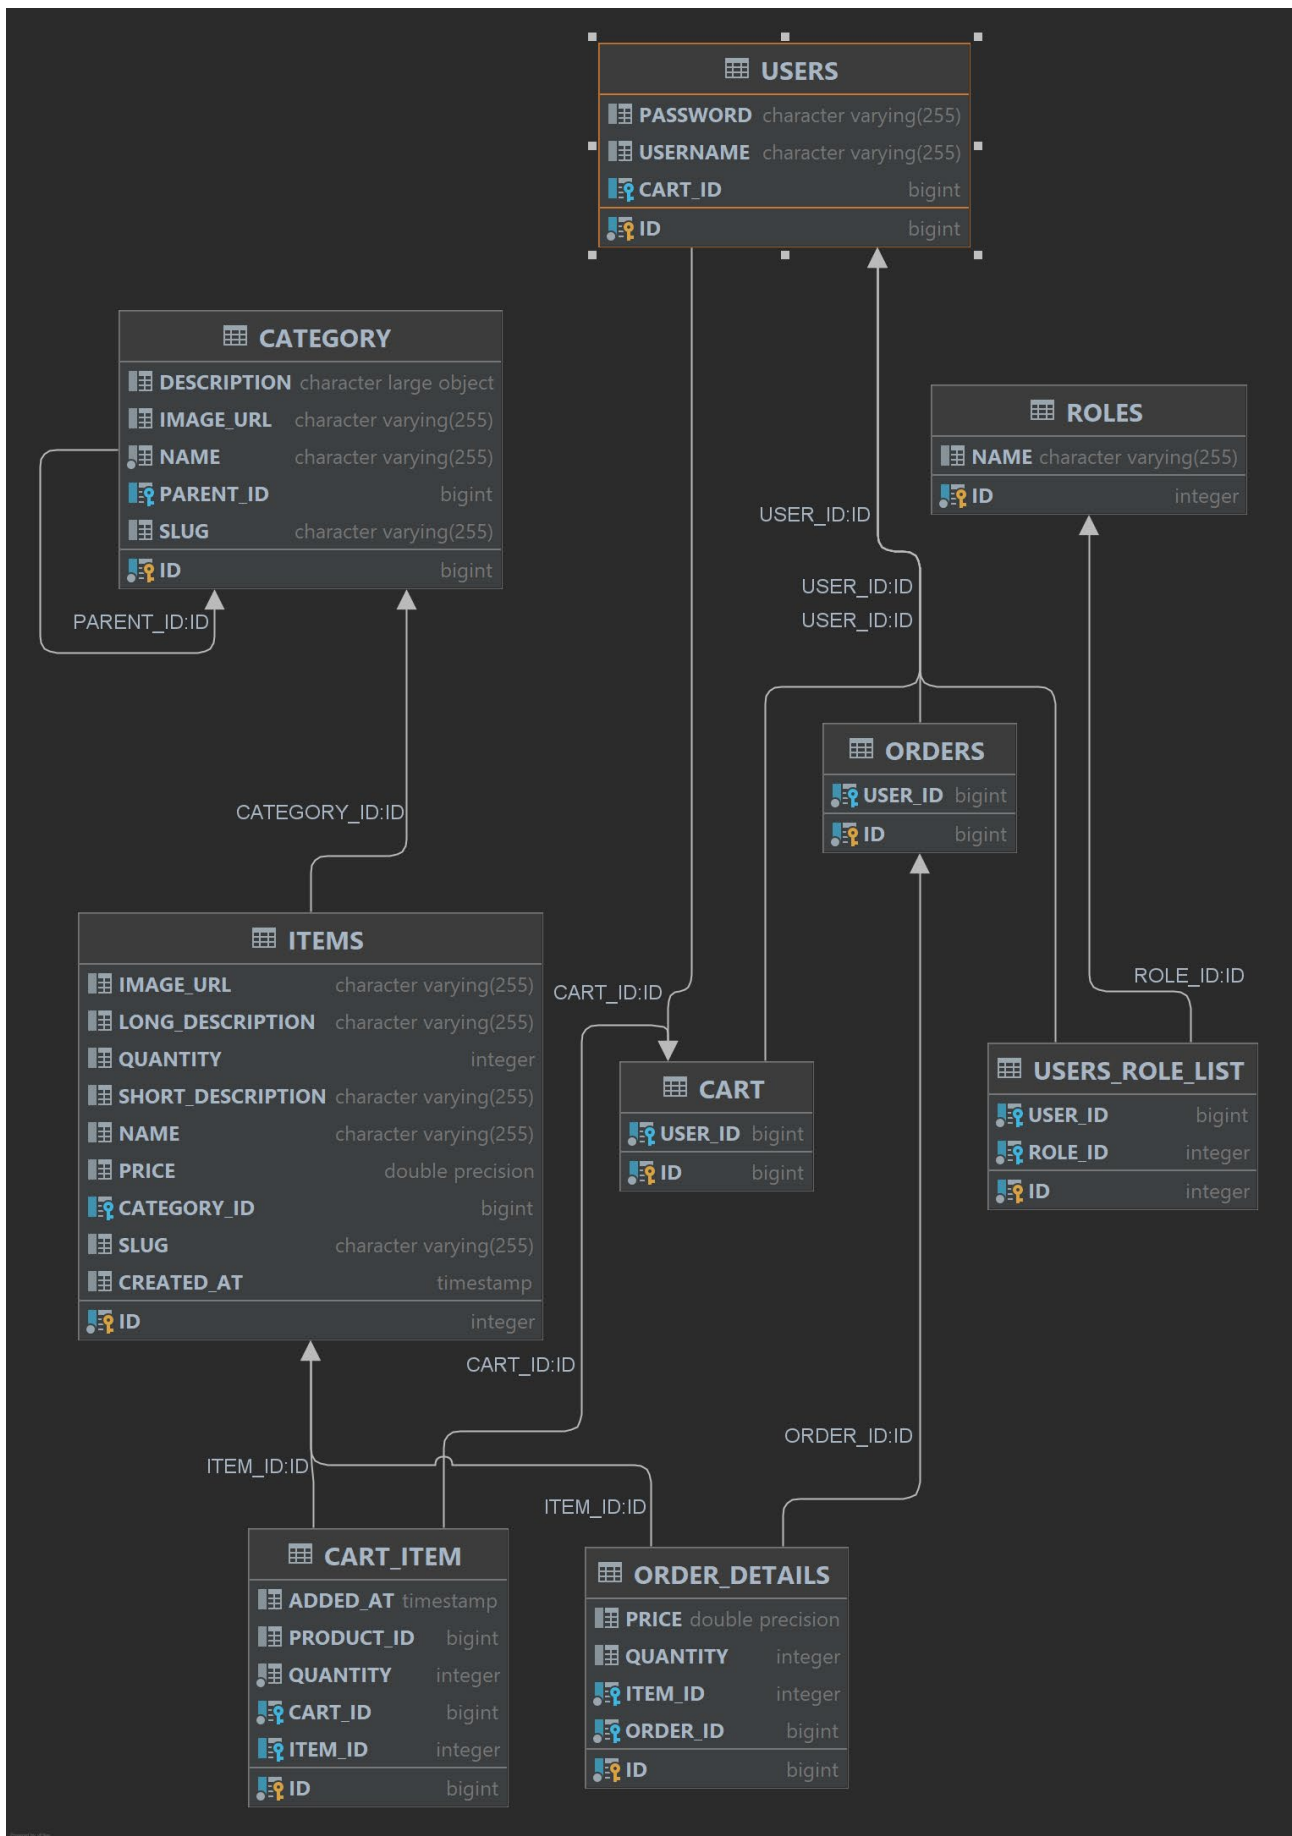 USERS
PASSWORD character varying(255)
USERNAME character varying(255)
CART_ID bigint
ID bigint
CATEGORY
DESCRIPTION character large object
IMAGE_URL character varying(255)
NAME character varying(255)
PARENT_ID bigint
SLUG character varying(255)
ID bigint
PARENT_ID:ID
ROLES
NAME character varying(255)
ID integer
USER_ID:ID
USER_ID:ID
USER_ID:ID
ORDERS
USER_ID bigint
ID bigint
CATEGORY_ID:ID
ITEMS
IMAGE_URL character varying(255)
LONG_DESCRIPTION character varying(255)
QUANTITY integer
SHORT_DESCRIPTION character varying(255)
NAME character varying(255)
PRICE double precision
CATEGORY_ID bigint
SLUG character varying(255)
CREATED_AT timestamp
ID integer
CART_ID:ID
ROLE_ID:ID
CART
USER_ID bigint
ID bigint
USERS_ROLE_LIST
USER_ID bigint
ROLE_ID integer
ID integer
CART_ID:ID
ORDER_ID:ID
ITEM_ID:ID
ITEM_ID:ID
CART_ITEM
ADDED_AT timestamp
PRODUCT_ID bigint
QUANTITY integer
CART_ID bigint
ITEM_ID integer
ID bigint
ORDER_DETAILS
PRICE double precision
QUANTITY integer
ITEM_ID integer
ORDER_ID bigint
ID bigint